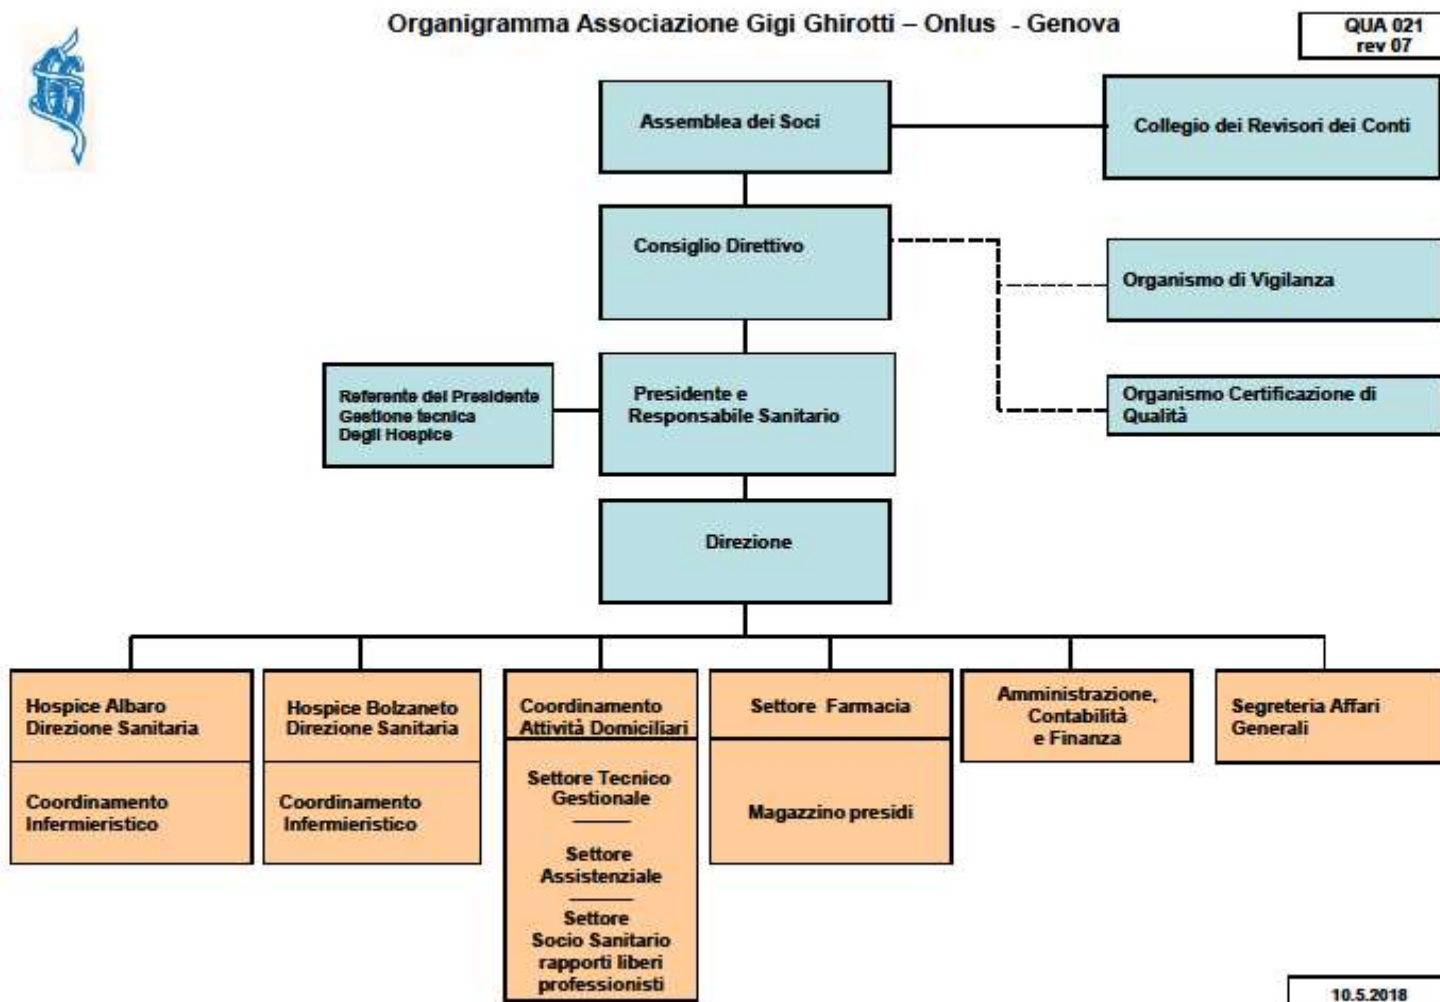 Organigramma Associazione Gigi Ghirotti – Onlus - Genova
QUA 021
rev 07
Assemblea dei Soci
Collegio dei Revisori dei Conti
Consiglio Direttivo
Organismo di Vigilanza
Referente del Presidente
Gestione tecnica
Degli Hospice
Presidente e
Responsabile Sanitario
Organismo Certificazione di
Qualità
Direzione
Hospice Albaro
Direzione Sanitaria
Coordinamento
Infermieristico
Hospice Bolzaneto
Direzione Sanitaria
Coordinamento
Infermieristico
Coordinamento
Attività Domiciliari
Settore Tecnico
Gestionale
Settore
Assistenziale
Settore
Socio Sanitario
rapporti liberi
professionisti
Settore Farmacia
Magazzino presidi
Amministrazione,
Contabilità
e Finanza
Segreteria Affari
Generali
10.5.2018